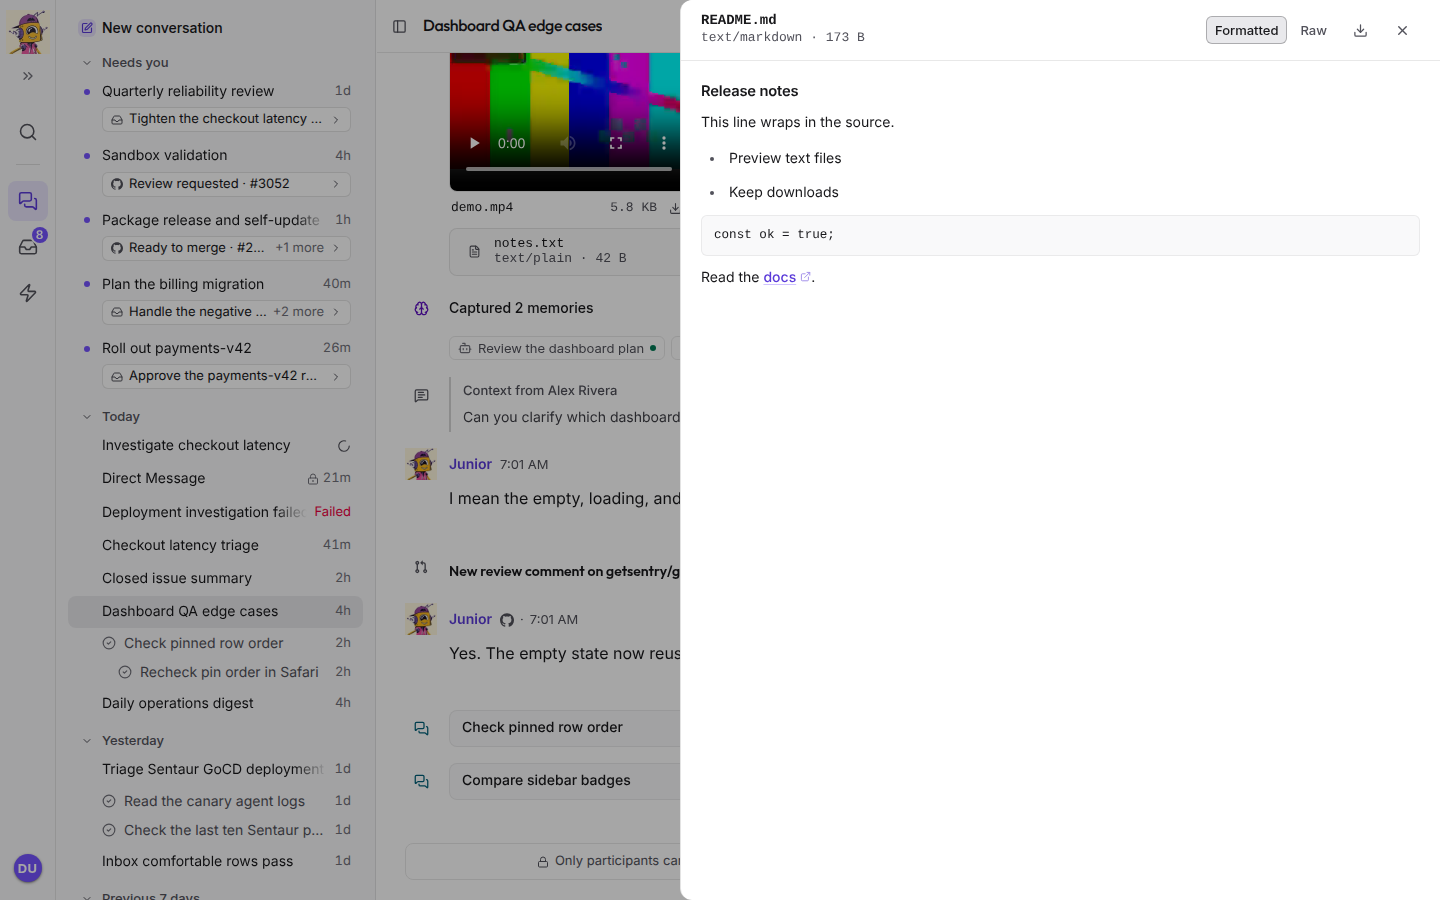 New conversation
Needs you
Quarterly reliability review 1d
Tighten the checkout latency ...
Sandbox validation 4h
Review requested · #3052
Package release and self-update 1h
Ready to merge · #2... +1 more
Plan the billing migration 40m
Handle the negative ... +2 more
Roll out payments-v42 26m
Approve the payments-v42 r...
Today
Investigate checkout latency
Direct Message 21m
Deployment investigation failed Failed
Checkout latency triage 41m
Closed issue summary 2h
Dashboard QA edge cases 4h
Check pinned row order 2h
Recheck pin order in Safari 2h
Daily operations digest 4h
Yesterday
Triage Sentaur GoCD deployment 1d
Read the canary agent logs 1d
Check the last ten Sentaur p... 1d
Inbox comfortable rows pass 1d
Previous 7 days
8
DU
Dashboard QA edge cases
0:00
demo.mp4 5.8 KB
notes.txt
text/plain · 42 B
Captured 2 memories
Review the dashboard plan
Context from Alex Rivera
Can you clarify which dashboard
Junior 7:01 AM
I mean the empty, loading, and
New review comment on getsentry/g
Junior · 7:01 AM
Yes. The empty state now reus
Check pinned row order
Compare sidebar badges
Only participants can
README.md
text/markdown · 173 B
Formatted Raw
Release notes
This line wraps in the source.
• Preview text files
• Keep downloads
const ok = true;
Read the docs.